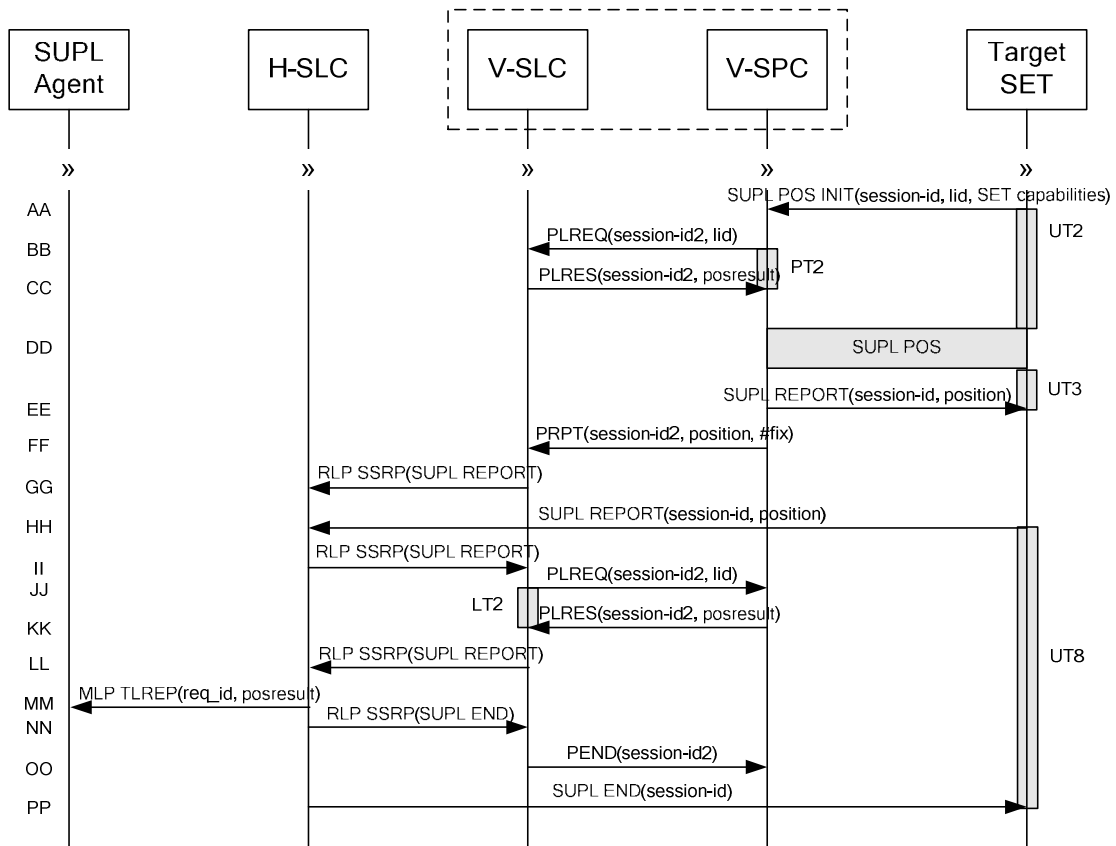 SUPL
Agent
H-SLC
V-SLC
V-SPC
Target
SET
» » » » »
AA
SUPL POS INIT(session-id, lid, SET capabilities)
UT2
BB
PLREQ(session-id2, lid)
PT2
CC
PLRES(session-id2, posresult)
DD
SUPL POS
UT3
EE
SUPL REPORT(session-id, position)
FF
PRPT(session-id2, position, #fix)
GG
RLP SSRP(SUPL REPORT)
HH
SUPL REPORT(session-id, position)
II
RLP SSRP(SUPL REPORT)
JJ
PLREQ(session-id2, lid)
LT2
KK
PLRES(session-id2, posresult)
LL
RLP SSRP(SUPL REPORT)
UT8
MM
MLP TLREP(req_id, posresult)
NN
RLP SSRP(SUPL END)
OO
PEND(session-id2)
PP
SUPL END(session-id)